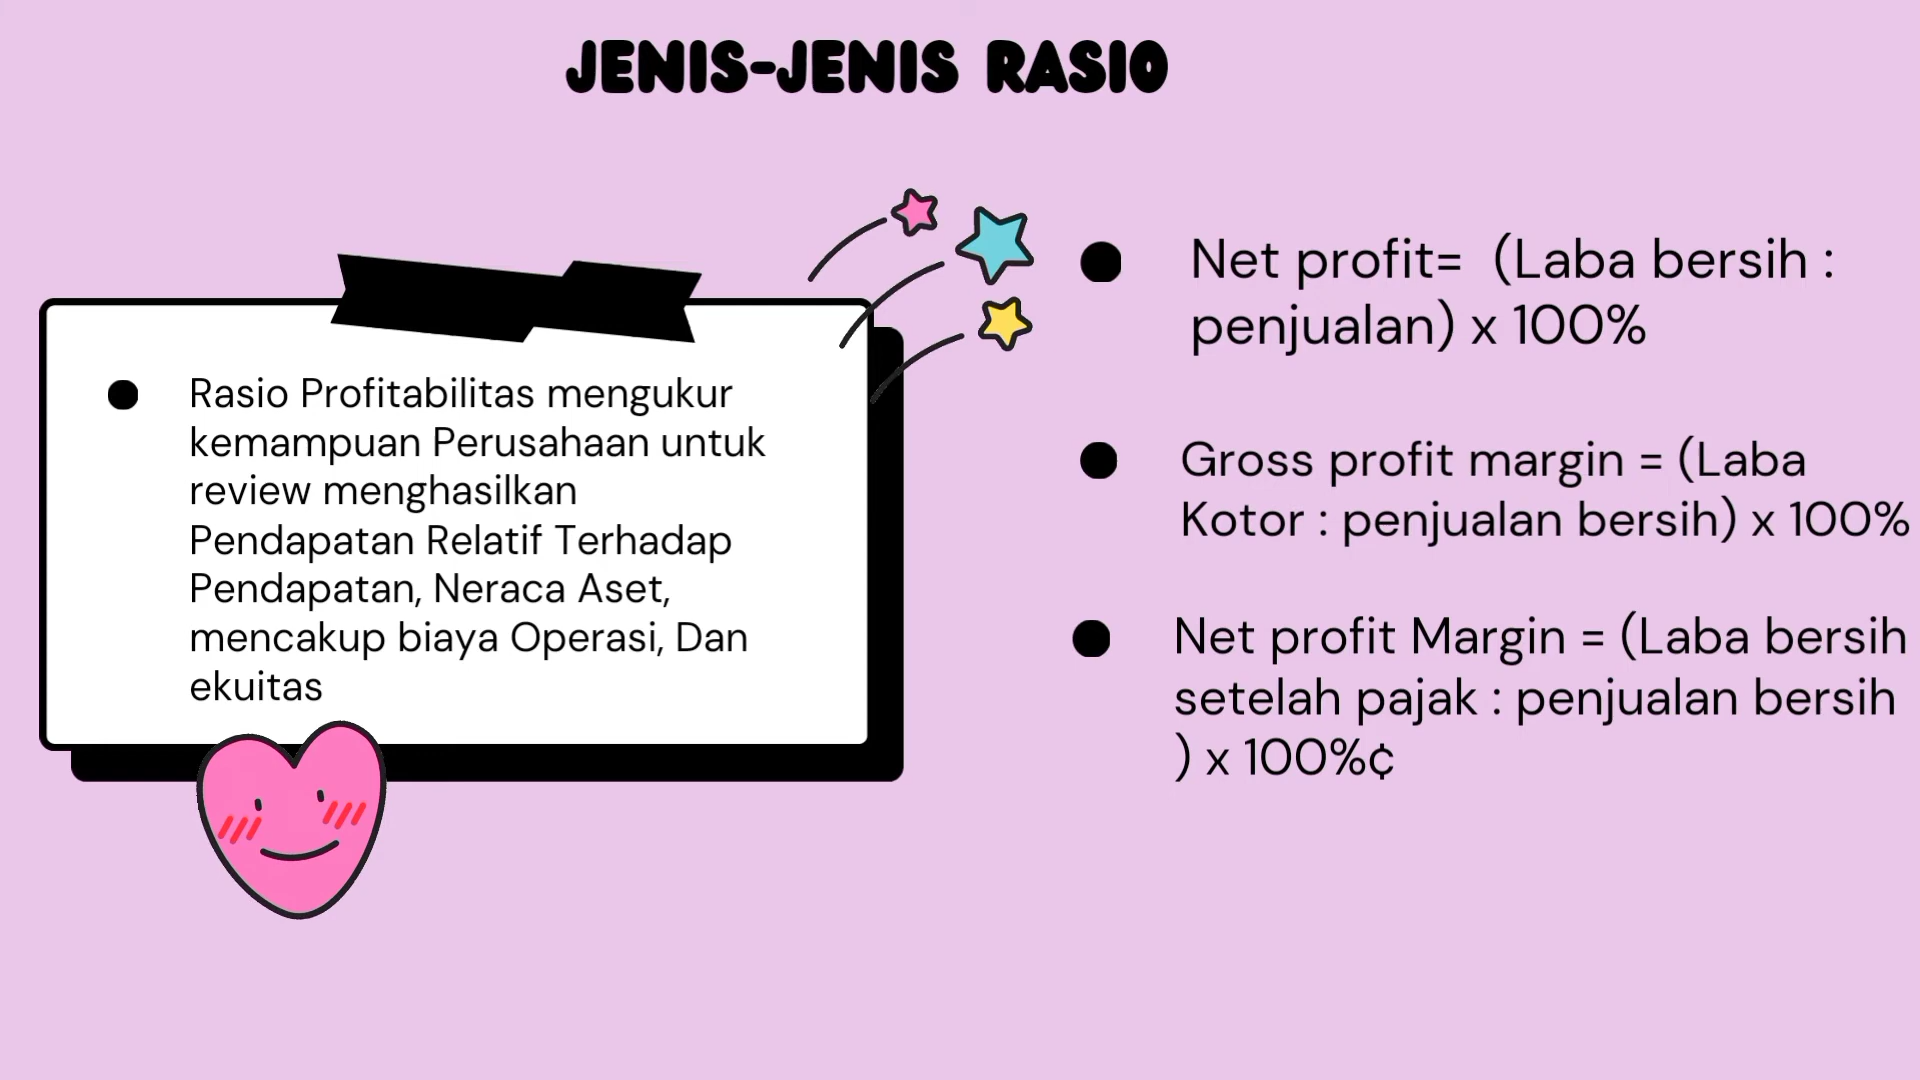 JENIS-JENIS RASIO
Rasio Profitabilitas mengukur
kemampuan Perusahaan untuk
review menghasilkan
Pendapatan Relatif Terhadap
Pendapatan, Neraca Aset,
mencakup biaya Operasi, Dan
ekuitas
Net profit= (Laba bersih :
penjualan) x 100%
Gross profit margin = (Laba
Kotor : penjualan bersih) x 100%
Net profit Margin = (Laba bersih
setelah pajak : penjualan bersih
) x 100%¢